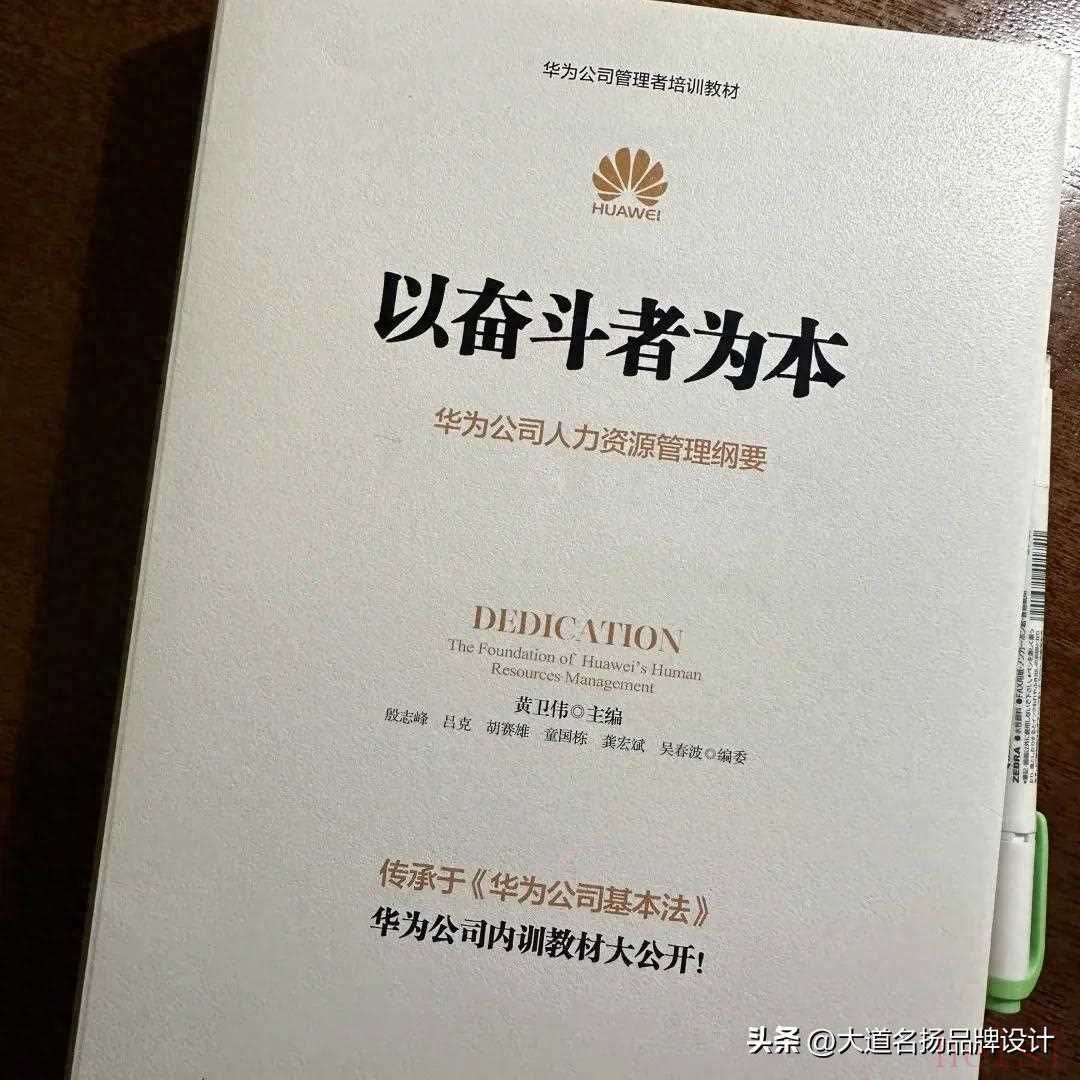 华为公司管理者培训教材
HUAWEI
以奋斗者为本
华为公司人力资源管理纲要
DEDICATION
The Foundation of Huawei's Human
Resources Management
黄卫伟◎主编
殷志峰 吕克 胡赛雄 童国栋 龚宏斌 吴春波◎编委
传承于《华为公司基本法》
华为公司内训教材大公开!
ZEBRA
头条 @大道名扬品牌设计